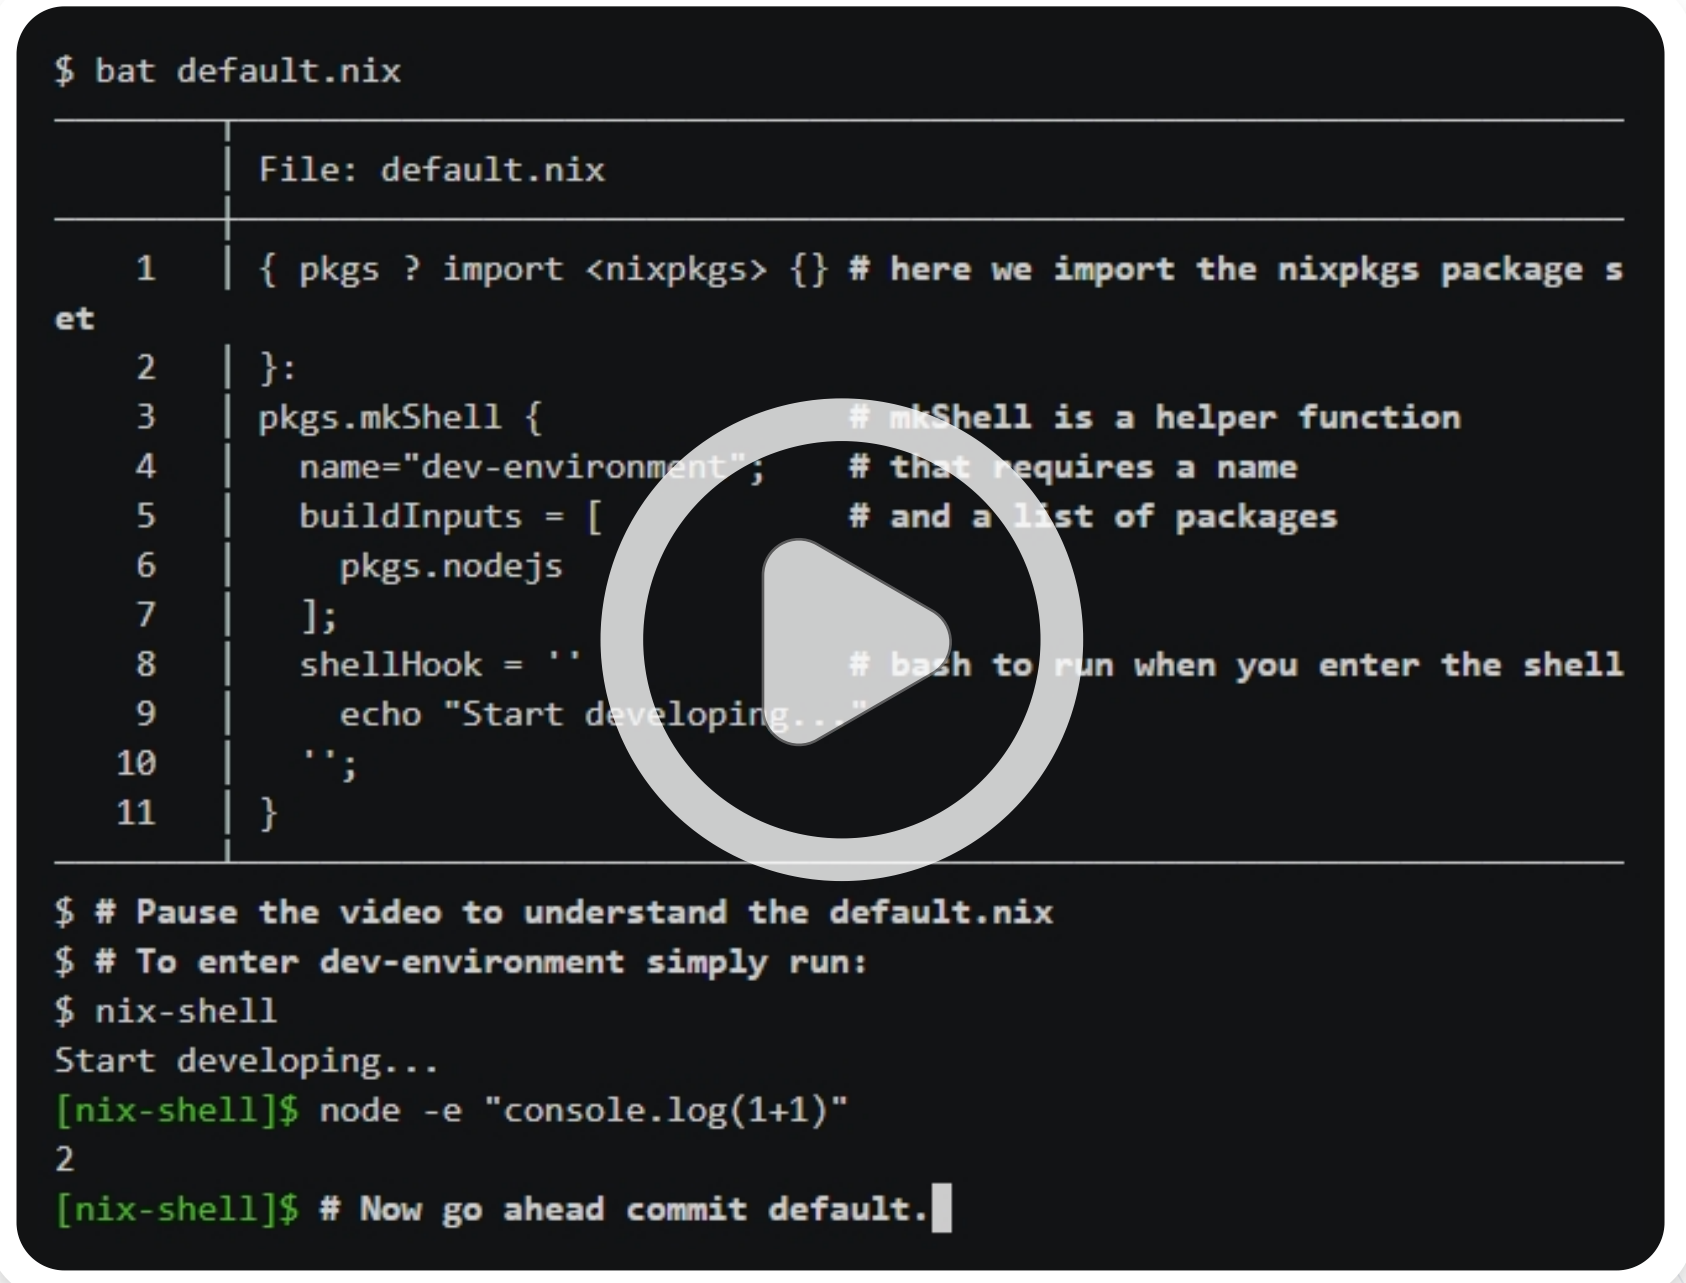 $ bat default.nix
File: default.nix
1 { pkgs ? import <nixpkgs> {} # here we import the nixpkgs package s
et
2 }:
3 pkgs.mkShell { # mkShell is a helper function
4 name="dev-environment"; # that requires a name
5 buildInputs = [ # and a list of packages
6 pkgs.nodejs
7 ];
8 shellHook = '' # bash to run when you enter the shell
9 echo "Start developing..."
10 '';
11 }
$ # Pause the video to understand the default.nix
$ # To enter dev-environment simply run:
$ nix-shell
Start developing...
[nix-shell]$ node -e "console.log(1+1)"
2
[nix-shell]$ # Now go ahead commit default.